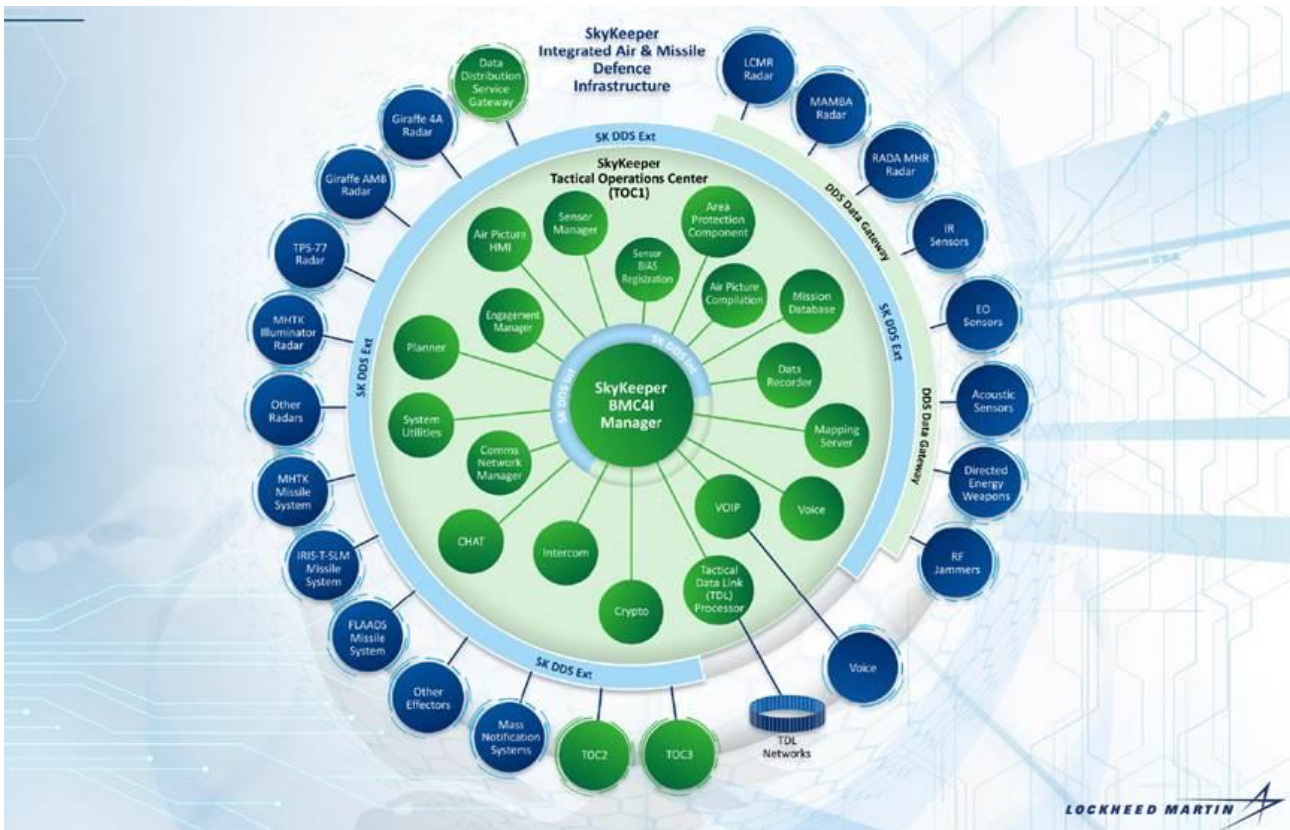 SkyKeeper
Integrated Air & Missile
Defence
Infrastructure
Data
Distribution
Service
Gateway
Giraffe 4A
Radar
Giraffe AMB
Radar
TPS-77
Radar
MHTK
Illuminator
Radar
Other
Radars
MHTK
Missile
System
IRIS-T-SLM
Missile
System
FLAADS
Missile
System
Other
Effectors
Mass
Notification
Systems
TOC2
TOC3
TDL
Networks
Voice
RF
Jammers
Directed
Energy
Weapons
Acoustic
Sensors
EO
Sensors
IR
Sensors
RADA MHR
Radar
MAMBA
Radar
LCMR
Radar
DDS Data Gateway
DDS Data Gateway
SK DDS Ext
SK DDS Ext
SK DDS Ext
SK DDS Ext
SkyKeeper
Tactical Operations Center
(TOC1)
Air Picture
HMI
Sensor
Manager
Sensor
BIAS
Registration
Area
Protection
Component
Air Picture
Compilation
Mission
Database
Data
Recorder
Mapping
Server
Voice
VOIP
Tactical
Data Link
(TDL)
Processor
Crypto
Intercom
CHAT
Comms
Network
Manager
System
Utilities
Planner
Engagement
Manager
SK DDS Int
SK DDS Int
SkyKeeper
BMC4I
Manager
LOCKHEED MARTIN